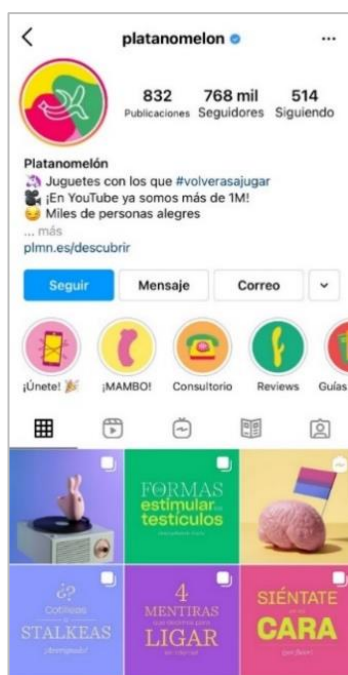 platanomelon
832
768 mil
514
Publicaciones
Seguidores
Siguiendo
Platanomelón
Juguetes con los que #volverasajugar
¡En YouTube ya somos más de 1M!
Miles de personas alegres
... más
plmn.es/descubrir
Seguir
Mensaje
Correo
¡Únete!
¡MAMBO!
Consultorio
Reviews
Guías
FORMAS
estimular
testículos
¿?
Cotilleas
STALKEAS
4
MENTIRAS
LIGAR
SIÉNTATE
CARA